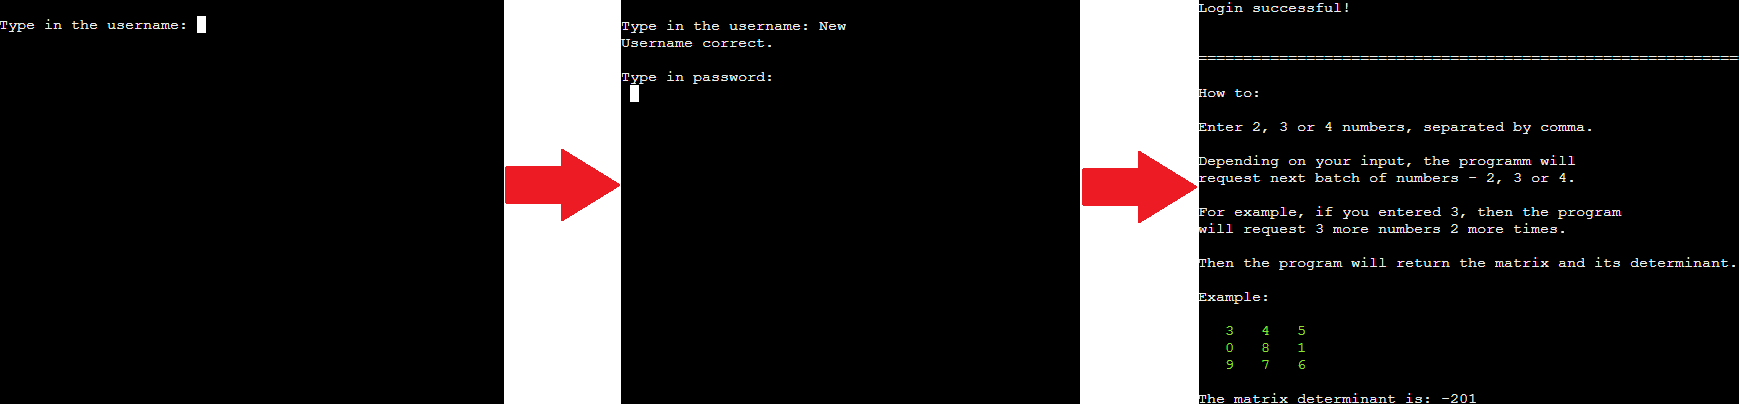 Type in the username:
Type in the username: New
Username correct.
Type in password:
Login successful!
============================================================
How to:
Enter 2, 3 or 4 numbers, separated by comma.
Depending on your input, the programm will
request next batch of numbers - 2, 3 or 4.
For example, if you entered 3, then the program
will request 3 more numbers 2 more times.
Then the program will return the matrix and its determinant.
Example:
3 4 5
0 8 1
9 7 6
The matrix determinant is: -201